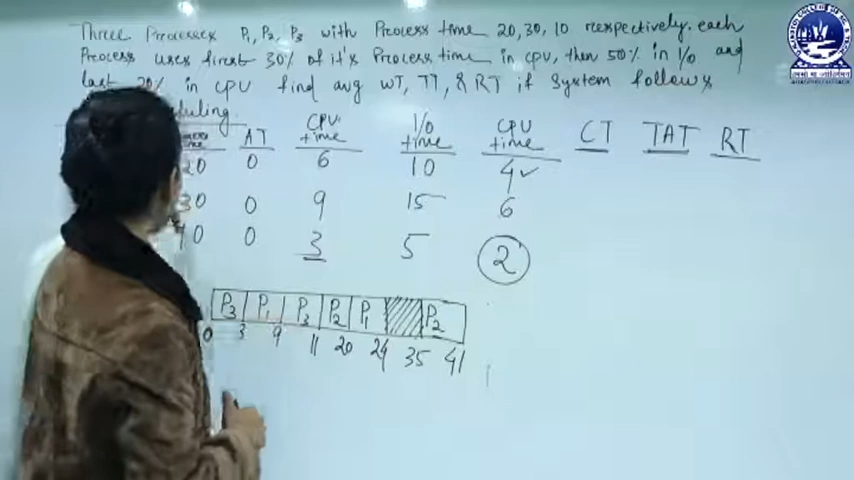 Three Processes P1, P2, P3 with Process time 20, 30, 10 respectively. each
Process uses first 30% of it's Process time in CPU, then 50% in I/O and
last 20% in CPU find avg WT, TT, & RT if System follows
AT CPU time I/O time CPU time CT TAT RT
20 0 6 10 4✓
30 0 9 15 6
10 0 3 5 2
P3 P1 P3 P2 P1 P2
0 3 9 11 20 24 35 41